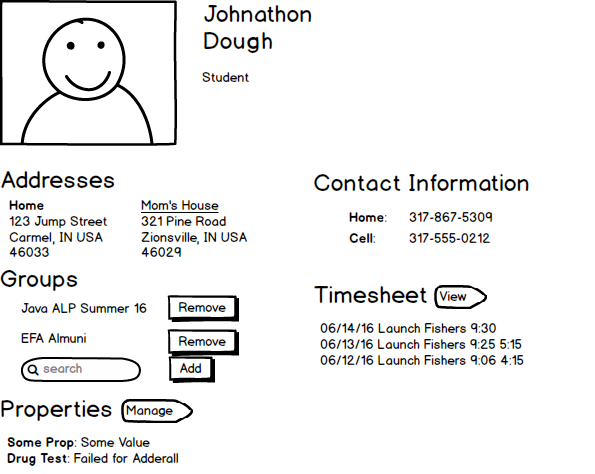 Johnathon
Dough
Student
Addresses
Home
123 Jump Street
Carmel, IN USA
46033
Mom's House
321 Pine Road
Zionsville, IN USA
46029
Contact Information
Home: 317-867-5309
Cell: 317-555-0212
Groups
Java ALP Summer 16 Remove
EFA Almuni Remove
search Add
Timesheet View
06/14/16 Launch Fishers 9:30
06/13/16 Launch Fishers 9:25 5:15
06/12/16 Launch Fishers 9:06 4:15
Properties Manage
Some Prop: Some Value
Drug Test: Failed for Adderall